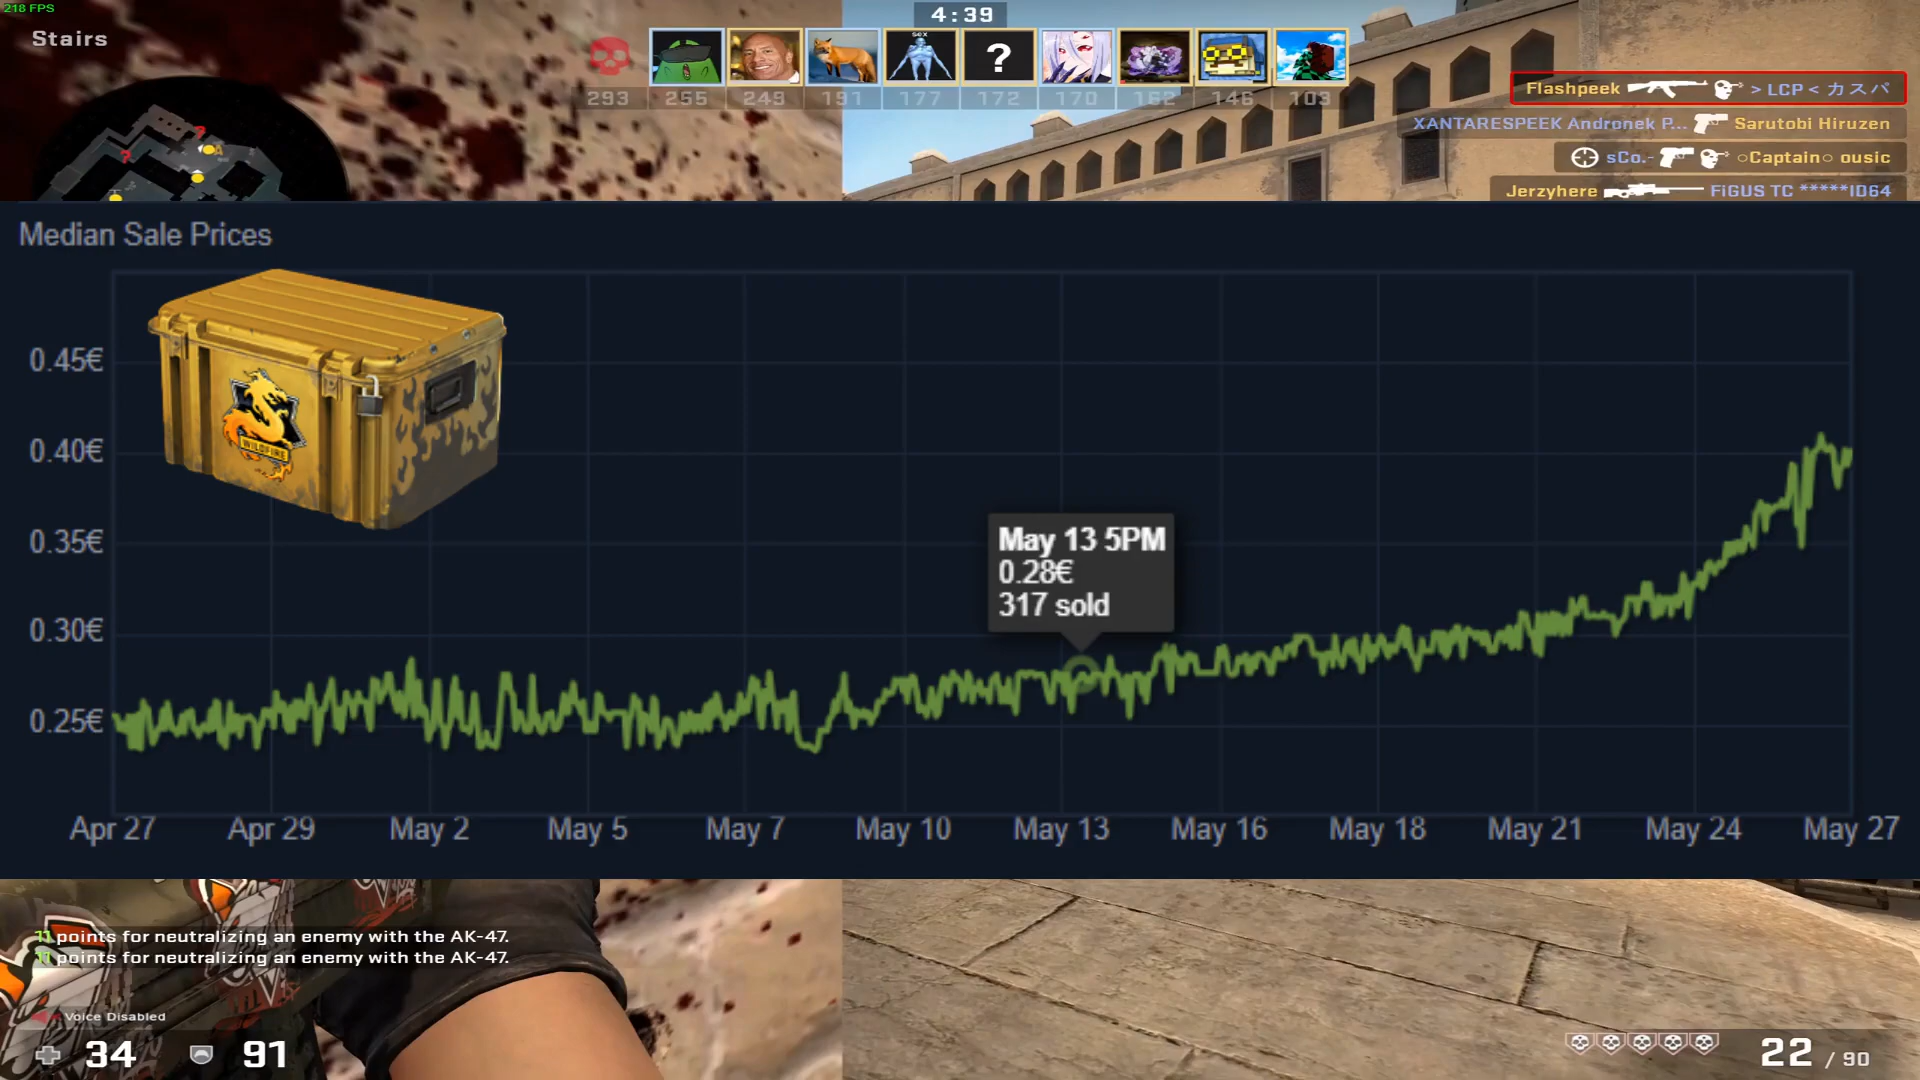 218 FPS
Stairs
4:39
sex
?
293 255 249 191 177 172 170 162 146 103
Flashpeek > LCP < カスパ
XANTARESPEEK Andronek P... Sarutobi Hiruzen
sCo.- ○Captain○ ousic
Jerzyhere FiGUS TC *****ID64
? ?
A
Median Sale Prices
0.45€
0.40€
0.35€
0.30€
0.25€
WILDFIRE
May 13 5PM
0.28€
317 sold
Apr 27 Apr 29 May 2 May 5 May 7 May 10 May 13 May 16 May 18 May 21 May 24 May 27
11 points for neutralizing an enemy with the AK-47.
11 points for neutralizing an enemy with the AK-47.
Voice Disabled
34 91
22 / 90